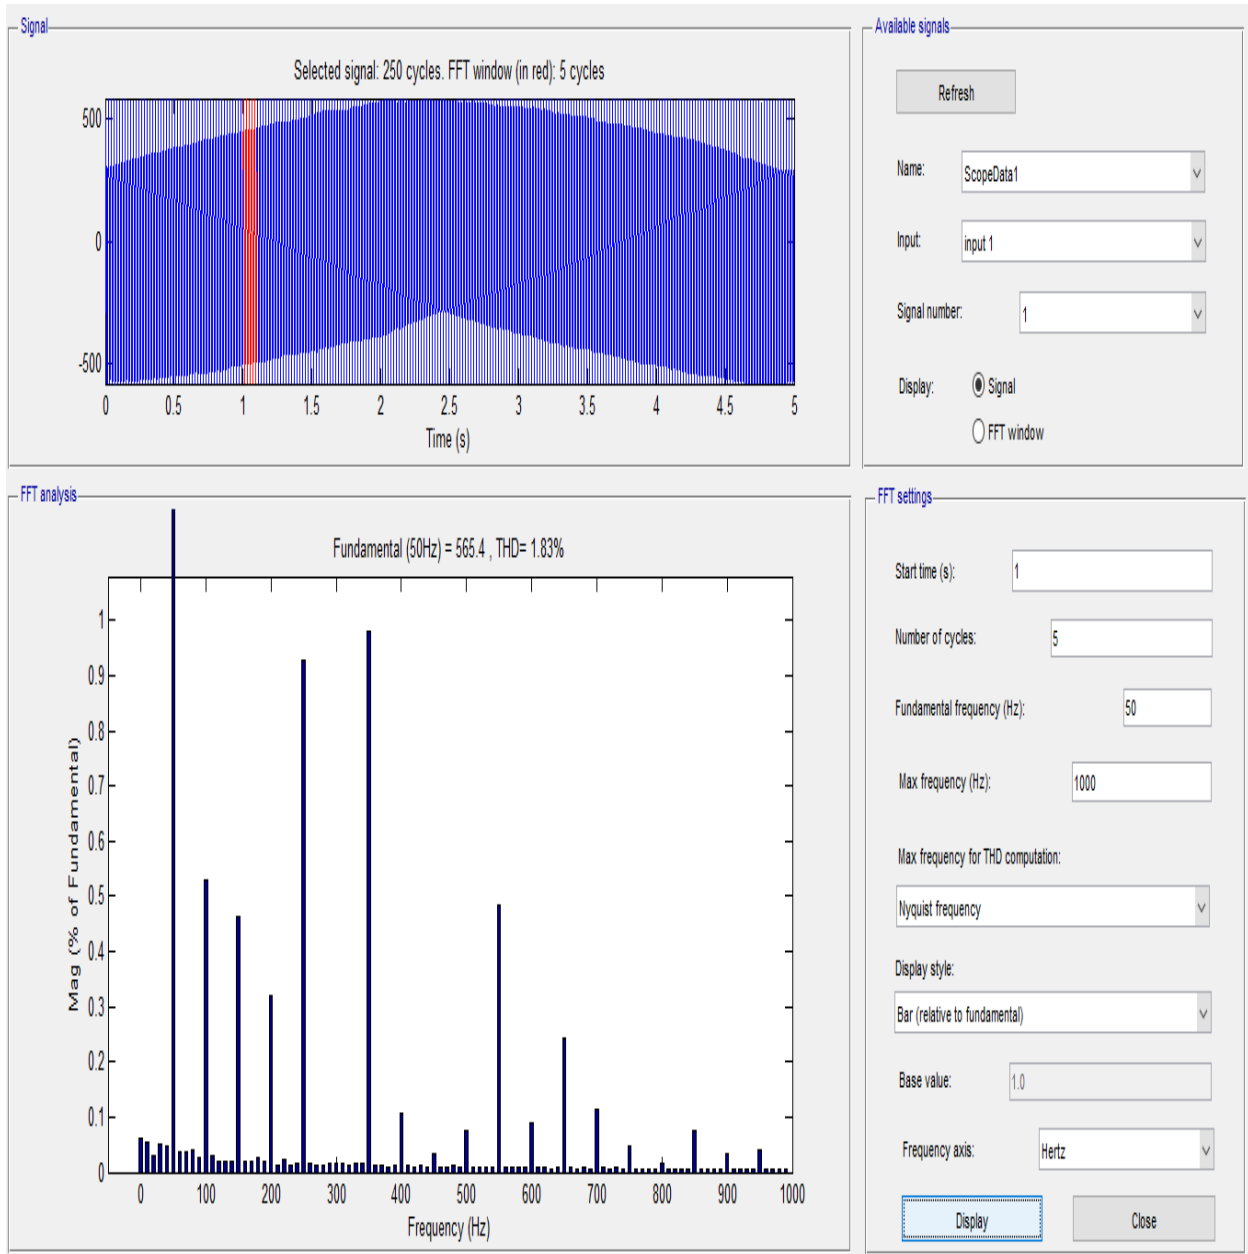 Signal
Selected signal: 250 cycles. FFT window (in red): 5 cycles
500
0
-500
0 0.5 1 1.5 2 2.5 3 3.5 4 4.5 5
Time (s)
Available signals
Refresh
Name: ScopeData1
Input: input 1
Signal number: 1
Display: Signal
FFT window
FFT analysis
Fundamental (50Hz) = 565.4 , THD= 1.83%
1
0.9
0.8
0.7
0.6
0.5
0.4
0.3
0.2
0.1
0
Mag (% of Fundamental)
0 100 200 300 400 500 600 700 800 900 1000
Frequency (Hz)
FFT settings
Start time (s): 1
Number of cycles: 5
Fundamental frequency (Hz): 50
Max frequency (Hz): 1000
Max frequency for THD computation:
Nyquist frequency
Display style:
Bar (relative to fundamental)
Base value: 1.0
Frequency axis: Hertz
Display Close